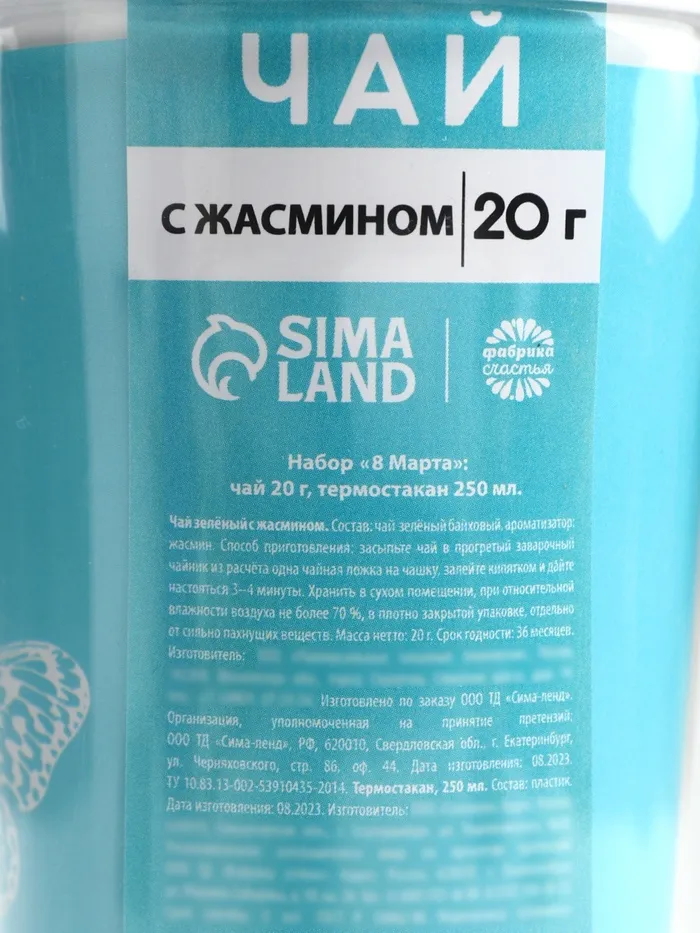 ЧАЙ
С ЖАСМИНОМ 20 г
SIMA
LAND
фабрика
счастья
Набор «8 Марта»:
чай 20 г, термостакан 250 мл.
Чай зелёный с жасмином. Состав: чай зелёный байховый, ароматизатор:
жасмин. Способ приготовления: засыпьте чай в прогретый заварочный
чайник из расчёта одна чайная ложка на чашку, залейте кипятком и дайте
настояться 3–4 минуты. Хранить в сухом помещении, при относительной
влажности воздуха не более 70 %, в плотно закрытой упаковке, отдельно
от сильно пахнущих веществ. Масса нетто: 20 г. Срок годности: 36 месяцев.
Изготовитель:
Изготовлено по заказу ООО ТД «Сима-ленд».
Организация, уполномоченная на принятие претензий:
ООО ТД «Сима-ленд», РФ, 620010, Свердловская обл., г. Екатеринбург,
ул. Черняховского, стр. 86, оф. 44. Дата изготовления: 08.2023.
ТУ 10.83.13-002-53910435-2014. Термостакан, 250 мл. Состав: пластик.
Дата изготовления: 08.2023. Изготовитель: